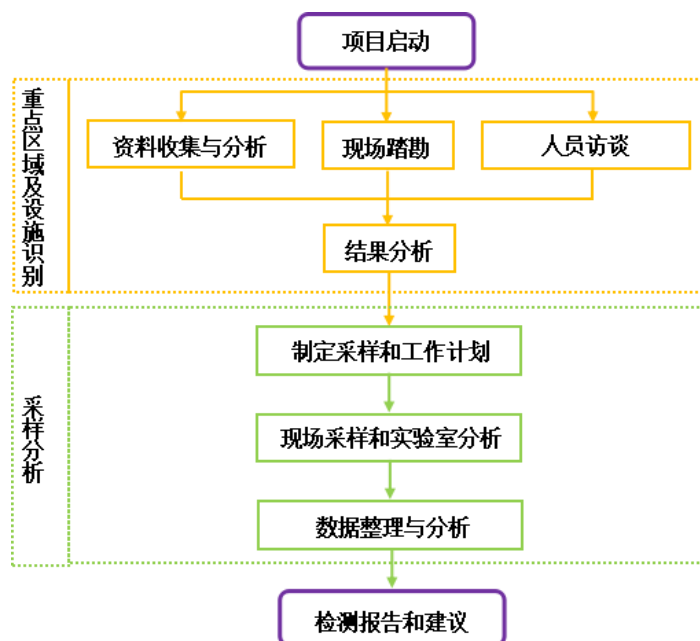 项目启动
重点区域及设施识别
资料收集与分析
现场踏勘
人员访谈
结果分析
采样分析
制定采样和工作计划
现场采样和实验室分析
数据整理与分析
检测报告和建议